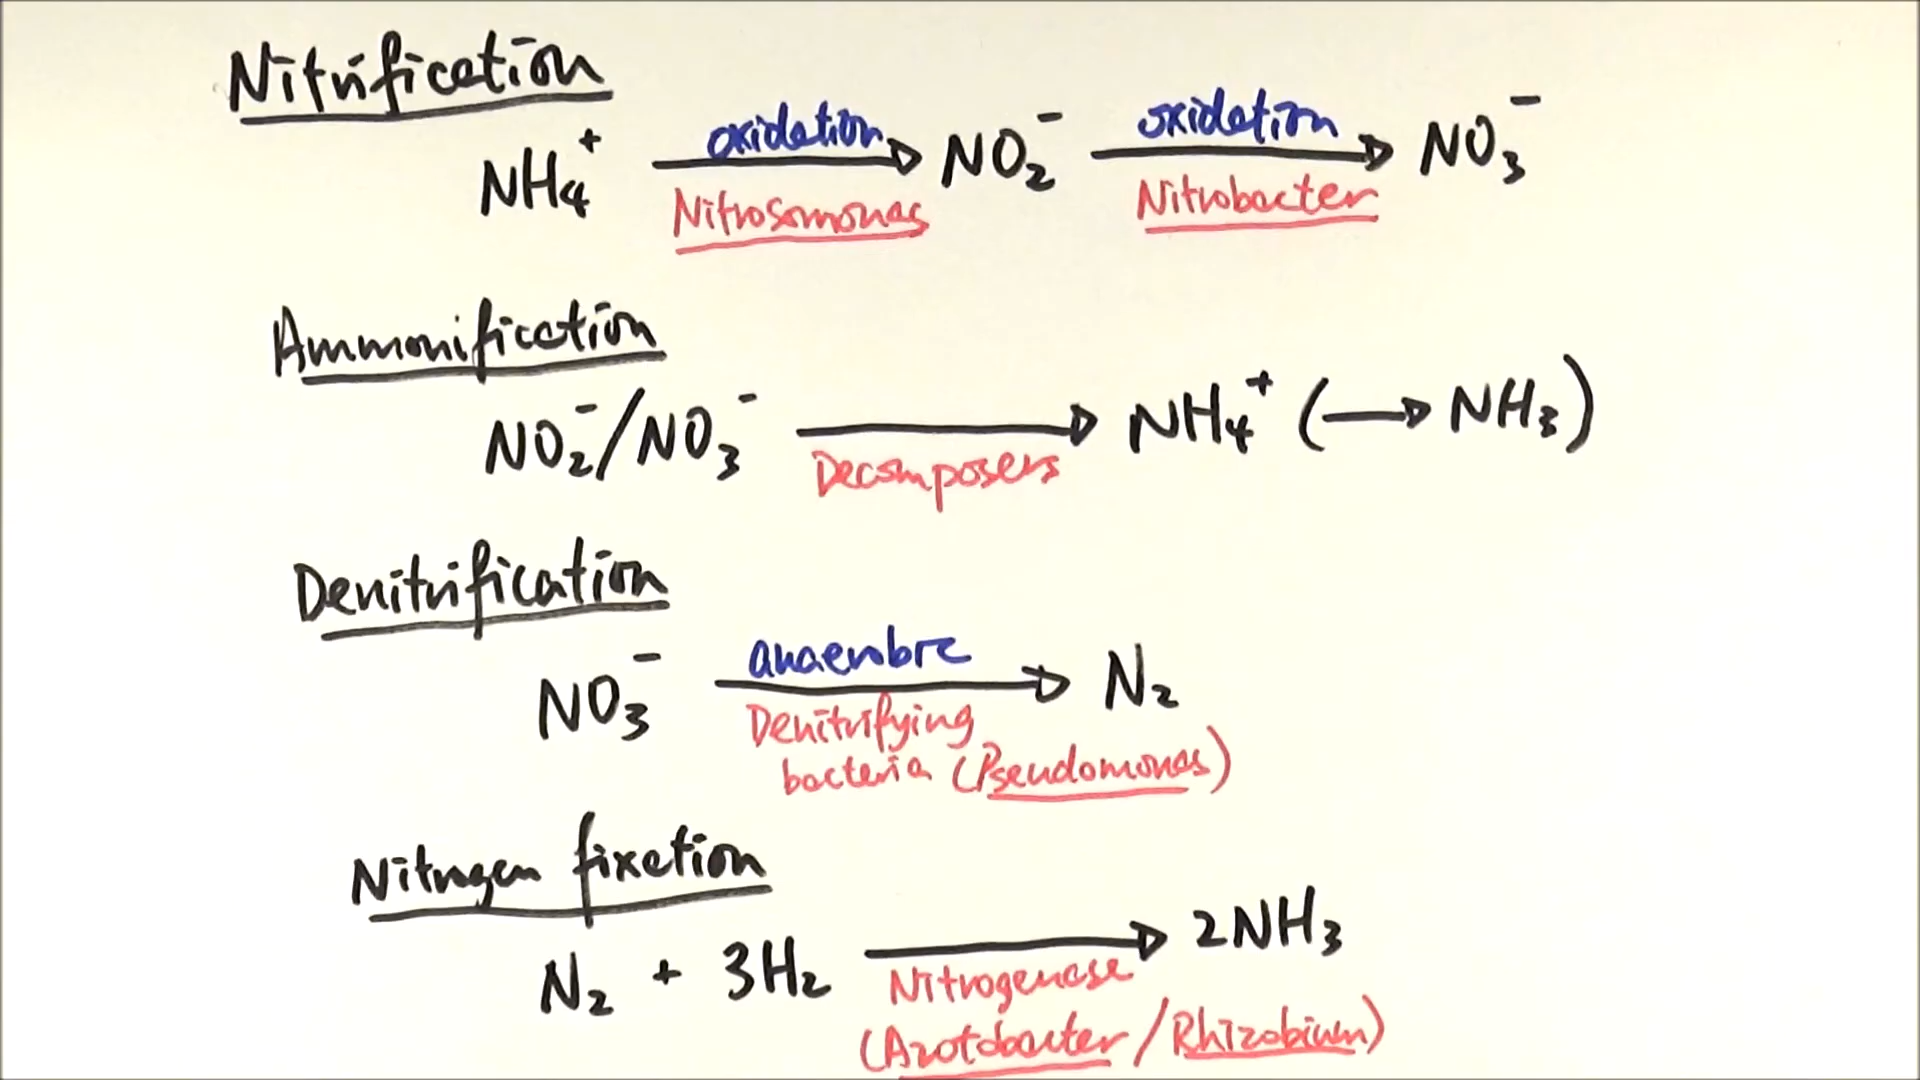 Nitrification
NH₄⁺ oxidation → NO₂⁻ oxidation → NO₃⁻
Nitrosomonas Nitrobacter
Ammonification
NO₂⁻/NO₃⁻ → NH₄⁺ (→ NH₃)
Decomposers
Denitrification
NO₃⁻ anaerobic → N₂
Denitrifying
bacteria (Pseudomonas)
Nitrogen fixation
N₂ + 3H₂ → 2NH₃
Nitrogenase
(Azotobacter / Rhizobium)